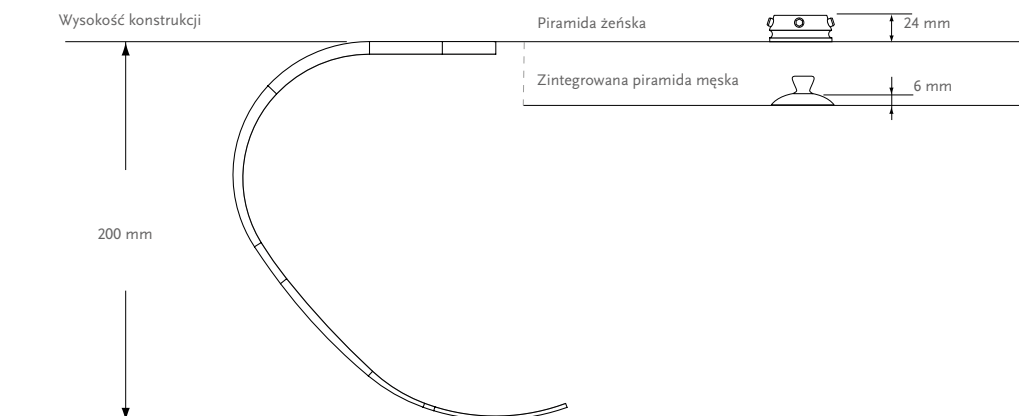 Wysokość konstrukcji
Piramida żeńska
24 mm
Zintegrowana piramida męska
6 mm
200 mm